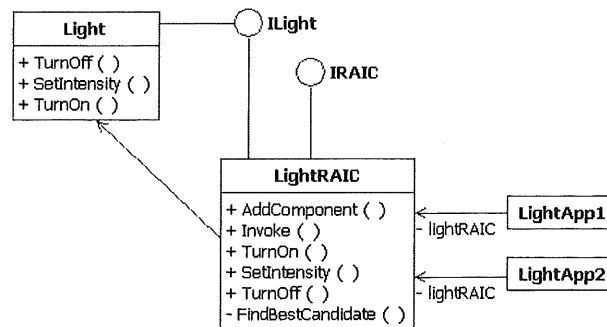 Light
+ TurnOff ( )
+ SetIntensity ( )
+ TurnOn ( )
ILight
IRAIC
LightRAIC
+ AddComponent ( )
+ Invoke ( )
+ TurnOn ( )
+ SetIntensity ( )
+ TurnOff ( )
- FindBestCandidate ( )
LightApp1
- lightRAIC
LightApp2
- lightRAIC